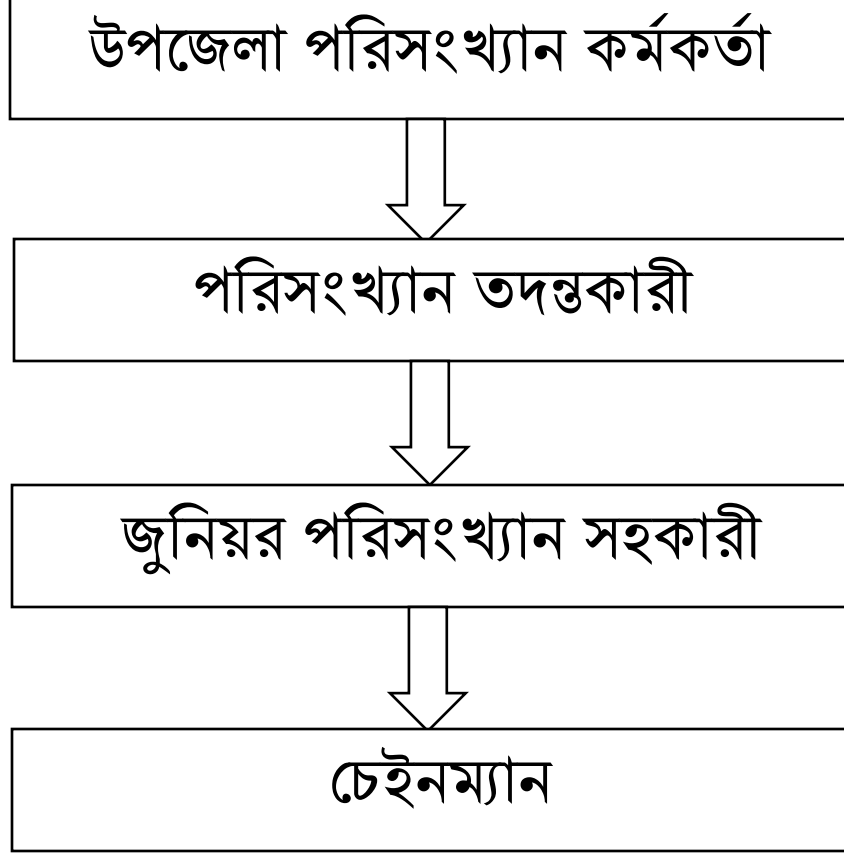 উপজেলা পরিসংখ্যান কর্মকর্তা
পরিসংখ্যান তদন্তকারী
জুনিয়র পরিসংখ্যান সহকারী
চেইনম্যান